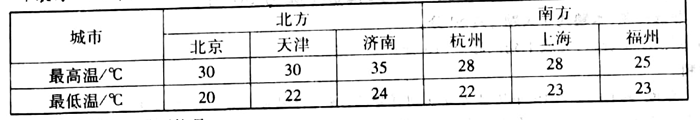 城市 北方 南方
北京 天津 济南 杭州 上海 福州
最高温/℃ 30 30 35 28 28 25
最低温/℃ 20 22 24 22 23 23